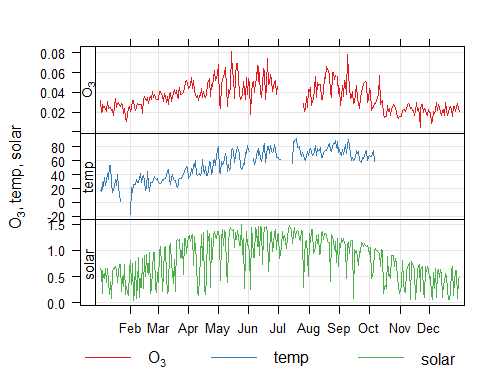 O3, temp, solar
O3
0.08
0.06
0.04
0.02
temp
80
60
40
20
0
-20
solar
1.5
1.0
0.5
0.0
Feb Mar Apr May Jun Jul Aug Sep Oct Nov Dec
O3 temp solar